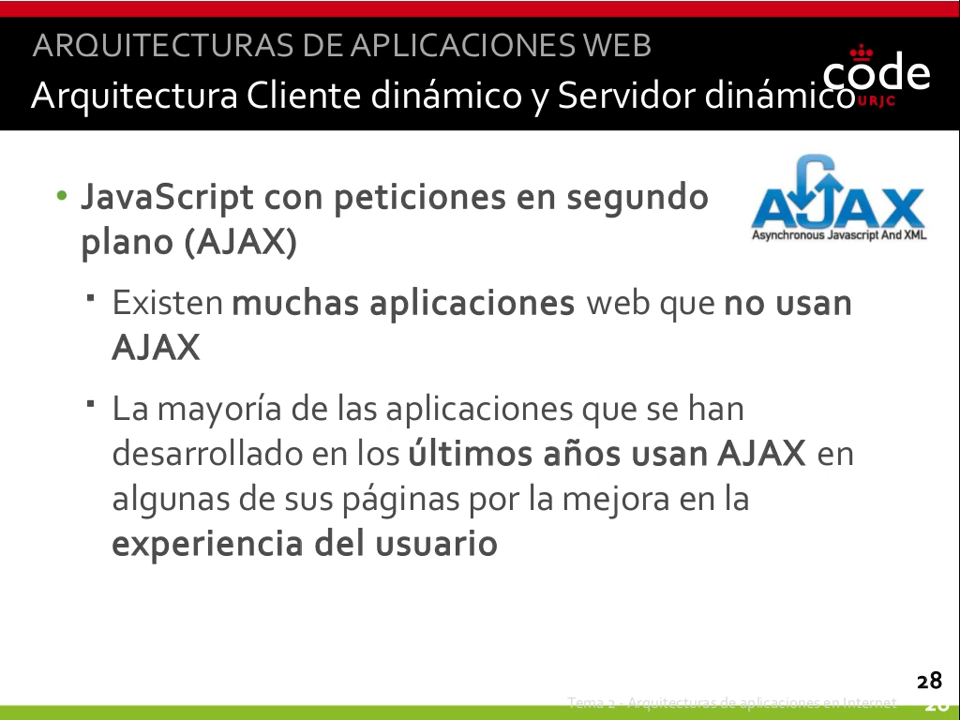 ARQUITECTURAS DE APLICACIONES WEB
Arquitectura Cliente dinámico y Servidor dinámico
code
URJC
• JavaScript con peticiones en segundo
plano (AJAX)
AJAX
Asynchronous Javascript And XML
▪ Existen muchas aplicaciones web que no usan
AJAX
▪ La mayoría de las aplicaciones que se han
desarrollado en los últimos años usan AJAX en
algunas de sus páginas por la mejora en la
experiencia del usuario
28
Tema 2 - Arquitecturas de aplicaciones en Internet
28